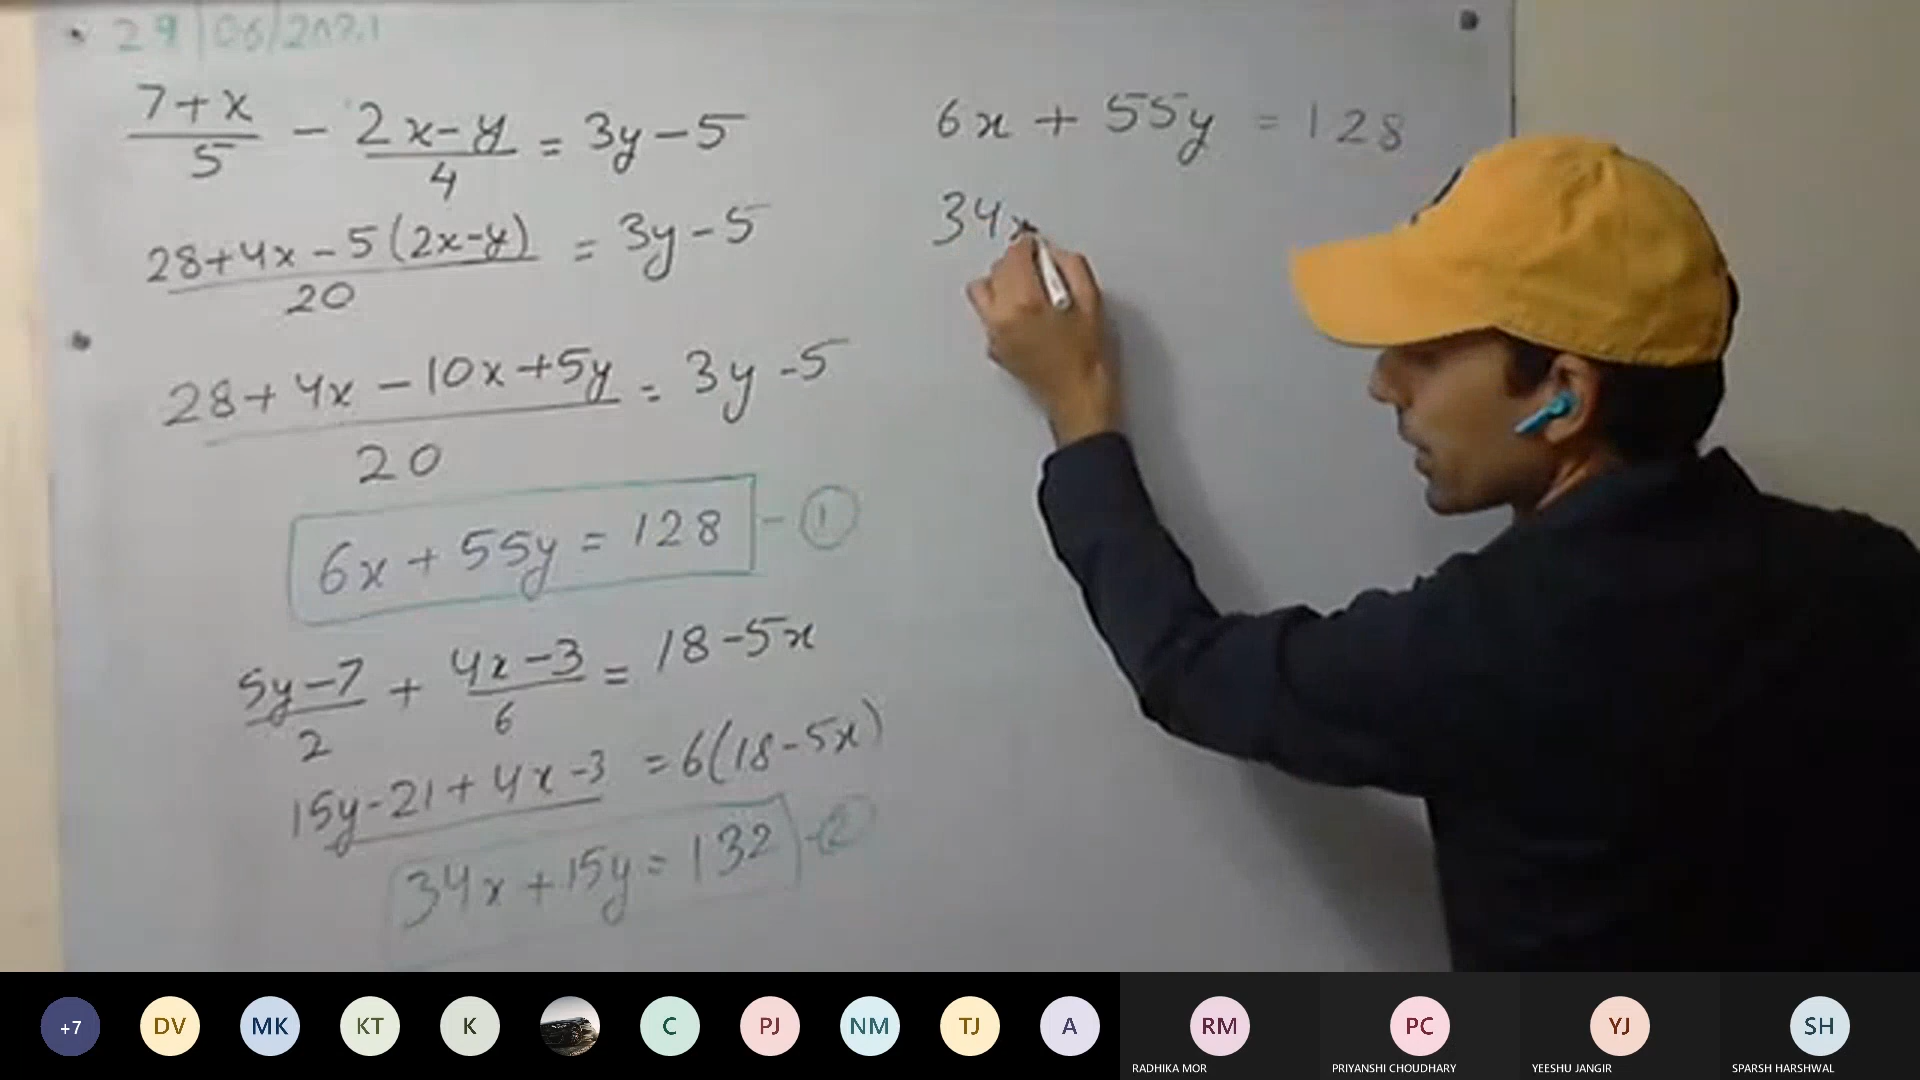 29/06/2021
7+x/5 - 2x-y/4 = 3y-5
28+4x-5(2x-y)/20 = 3y-5
28+4x-10x+5y/20 = 3y-5
6x+55y = 128 - ①
5y-7/2 + 4x-3/6 = 18-5x
15y-21+4x-3 = 6(18-5x)
34x+15y = 132 - ②
6x + 55y = 128
34x
+7
DV
MK
KT
K
C
PJ
NM
TJ
A
RM
PC
YJ
SH
RADHIKA MOR
PRIYANSHI CHOUDHARY
YEESHU JANGIR
SPARSH HARSHWAL